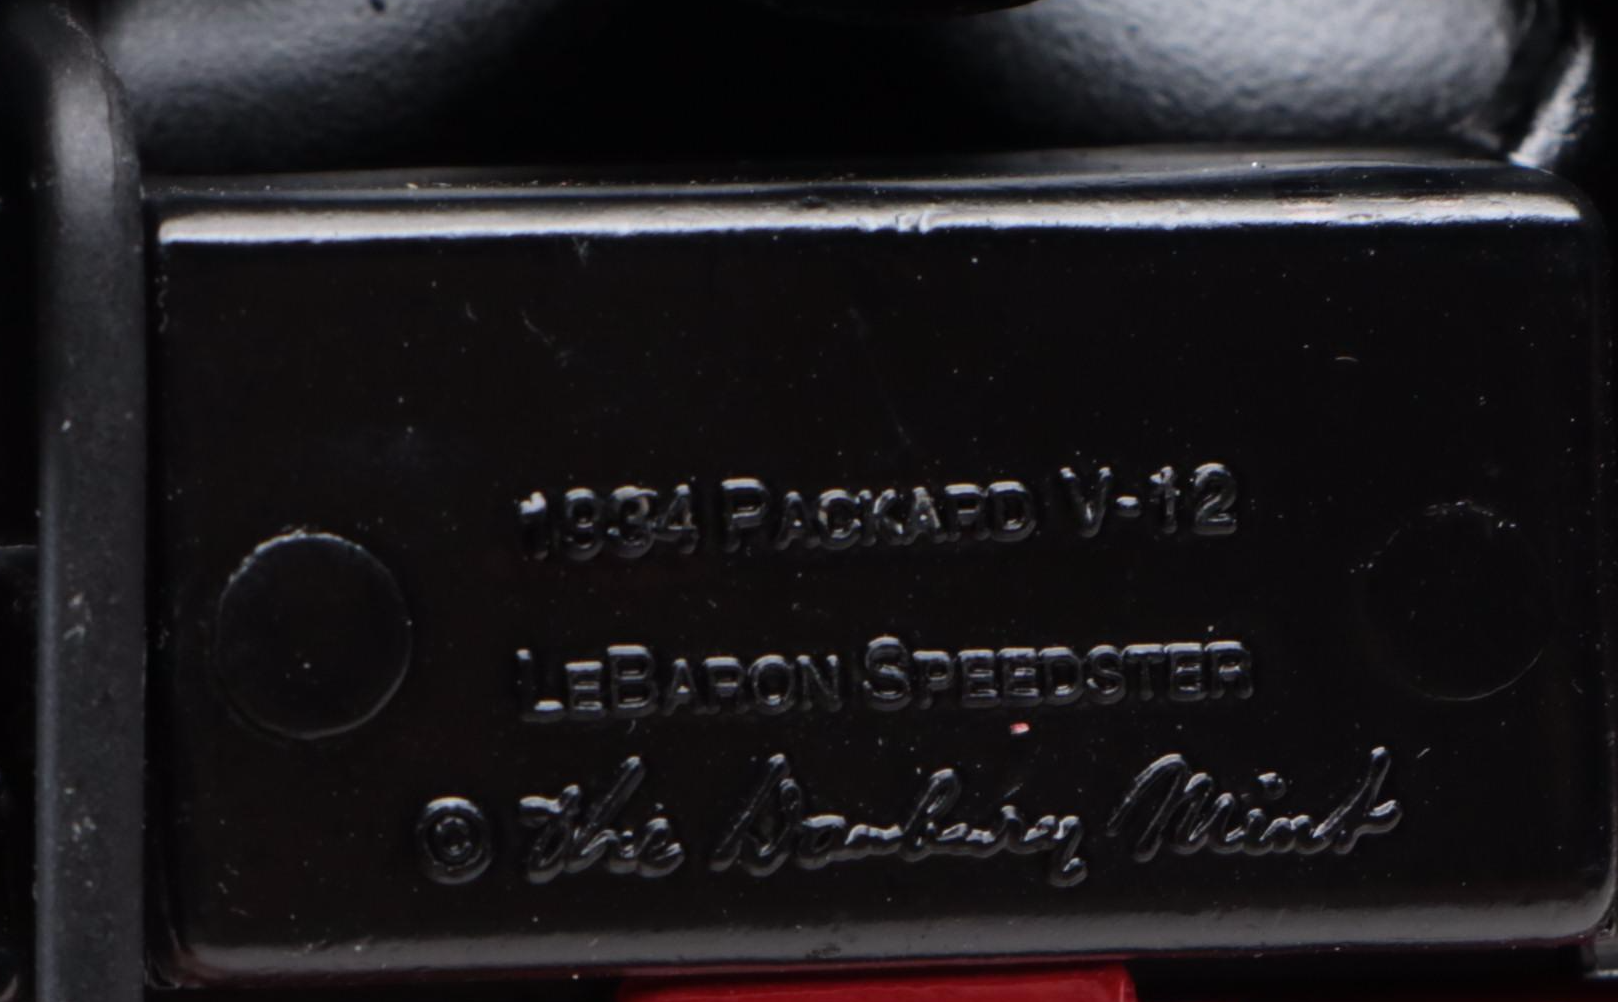 1934 PACKARD V-12
LEBARON SPEEDSTER
© The Danbury Mint